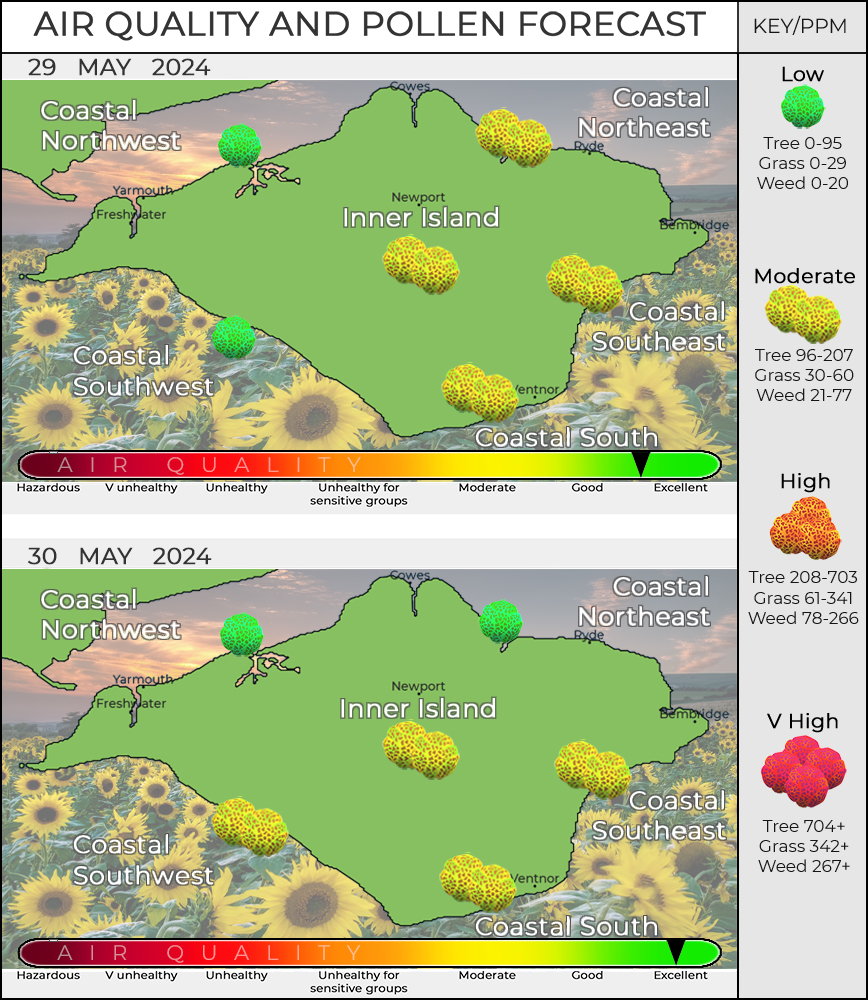 AIR QUALITY AND POLLEN FORECAST
KEY/PPM
29 MAY 2024
Cowes
Coastal
Northwest
Coastal
Northeast
Ryde
Yarmouth
Freshwater
Newport
Inner Island
Bembridge
Coastal
Southeast
Coastal
Southwest
Ventnor
Coastal South
AIR QUALITY
Hazardous
V unhealthy
Unhealthy
Unhealthy for
sensitive groups
Moderate
Good
Excellent
30 MAY 2024
Cowes
Coastal
Northwest
Coastal
Northeast
Ryde
Yarmouth
Freshwater
Newport
Inner Island
Bembridge
Coastal
Southeast
Coastal
Southwest
Ventnor
Coastal South
AIR QUALITY
Hazardous
V unhealthy
Unhealthy
Unhealthy for
sensitive groups
Moderate
Good
Excellent
Low
Tree 0-95
Grass 0-29
Weed 0-20
Moderate
Tree 96-207
Grass 30-60
Weed 21-77
High
Tree 208-703
Grass 61-341
Weed 78-266
V High
Tree 704+
Grass 342+
Weed 267+